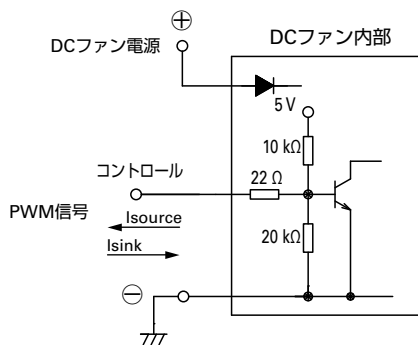 ⊕
DCファン電源
DCファン内部
5 V
10 kΩ
コントロール
22 Ω
PWM信号
Isource
Isink
20 kΩ
⊖